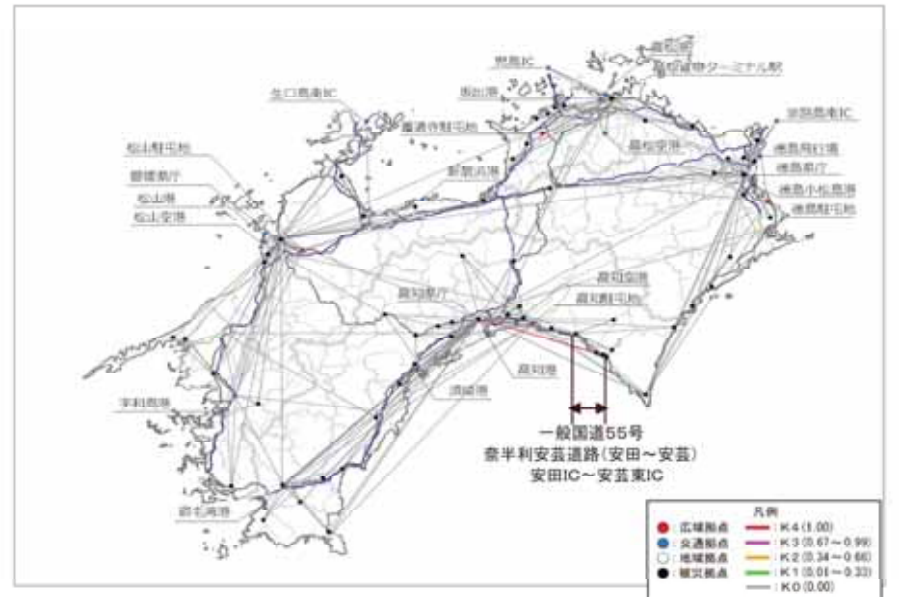 高松港
高松貨物ターミナル駅
児島IC
坂出港
生口島南IC
善通寺駐屯地
淡路島南IC
高松空港
徳島飛行場
徳島県庁
徳島小松島港
徳島駐屯地
松山駐屯地
愛媛県庁
松山港
松山空港
新居浜港
高知空港
高知県庁
高知駐屯地
高知港
須崎港
宇和島港
宿毛湾港
一般国道55号
奈半利安芸道路(安田~安芸)
安田IC~安芸東IC
凡例
:広域拠点 :K4(1.00)
:交通拠点 :K3(0.67~0.99)
:地域拠点 :K2(0.34~0.66)
:被災拠点 :K1(0.01~0.33)
:K0(0.00)